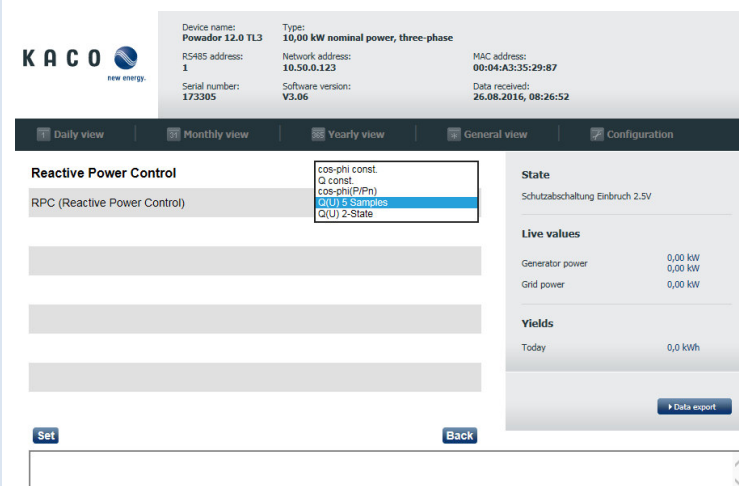 KACO
new energy.
Device name:
Powador 12.0 TL3
Type:
10,00 kW nominal power, three-phase
RS485 address:
1
Network address:
10.50.0.123
MAC address:
00:04:A3:35:29:87
Serial number:
173305
Software version:
V3.06
Data received:
26.08.2016, 08:26:52
1 Daily view
31 Monthly view
365 Yearly view
General view
Configuration
Reactive Power Control
RPC (Reactive Power Control)
cos-phi const.
Q const.
cos-phi(P/Pn)
Q(U) 5 Samples
Q(U) 2-State
State
Schutzabschaltung Einbruch 2.5V
Live values
Generator power 0,00 kW
0,00 kW
Grid power 0,00 kW
Yields
Today 0,0 kWh
Data export
Set
Back